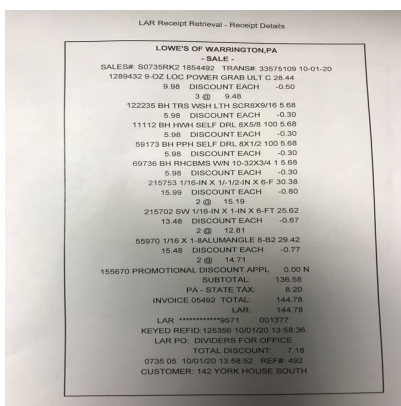 LAR Receipt Retrieval - Receipt Details
LOWE'S OF WARRINGTON,PA
- SALE -
SALES#: S0735RK2 1854492 TRANS#: 33575109 10-01-20
1289432 9-OZ LOC POWER GRAB ULT C 28.44
9.98 DISCOUNT EACH -0.50
3 @ 9.48
122235 BH TRS WSH LTH SCR8X9/16 5.68
5.98 DISCOUNT EACH -0.30
11112 BH HWH SELF DRL 8X5/8 100 5.68
5.98 DISCOUNT EACH -0.30
59173 BH PPH SELF DRL 8X1/2 100 5.68
5.98 DISCOUNT EACH -0.30
69736 BH RHCBMS W/N 10-32X3/4 1 5.68
5.98 DISCOUNT EACH -0.30
215753 1/16-IN X 1/-1/2-IN X 6-F 30.38
15.99 DISCOUNT EACH -0.80
2 @ 15.19
215702 SW 1/16-IN X 1-IN X 6-FT 25.62
13.48 DISCOUNT EACH -0.67
2 @ 12.81
55970 1/16 X 1-8ALUMANGLE 8-B2 29.42
15.48 DISCOUNT EACH -0.77
2 @ 14.71
155670 PROMOTIONAL DISCOUNT APPL 0.00 N
SUBTOTAL: 136.58
PA - STATE TAX: 8.20
INVOICE 05492 TOTAL: 144.78
LAR: 144.78
LAR ************9571 001377
KEYED REFID:125356 10/01/20 13:58:36
LAR PO: DIVIDERS FOR OFFICE
TOTAL DISCOUNT: 7.18
0735 05 10/01/20 13:58:52 REF#: 492
CUSTOMER: 142 YORK HOUSE SOUTH